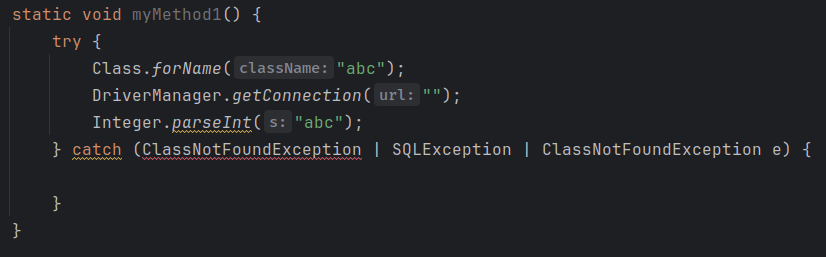 static void myMethod1() {
try {
Class.forName( className: "abc");
DriverManager.getConnection( url: "");
Integer.parseInt( s: "abc");
} catch (ClassNotFoundException | SQLException | ClassNotFoundException e) {
}
}